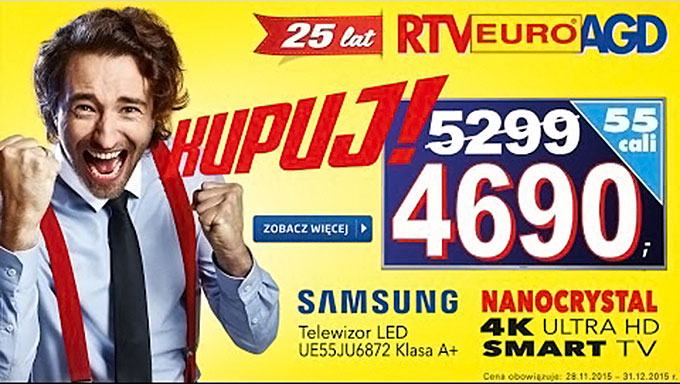 25 lat RTV EURO® AGD
KUPUJ!
5299
55
cali
4690,-
ZOBACZ WIĘCEJ
SAMSUNG
Telewizor LED
UE55JU6872 Klasa A+
NANOCRYSTAL
4K ULTRA HD
SMART TV
Cena obowiązuje: 28.11.2015 – 31.12.2015 r.